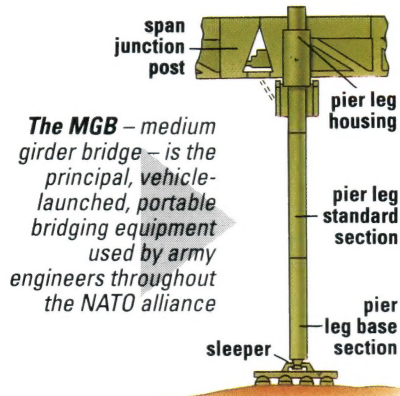 span
junction
post
pier leg
housing
The MGB – medium
girder bridge – is the
principal, vehicle-
launched, portable
bridging equipment
used by army
engineers throughout
the NATO alliance
pier leg
standard
section
pier
leg base
section
sleeper